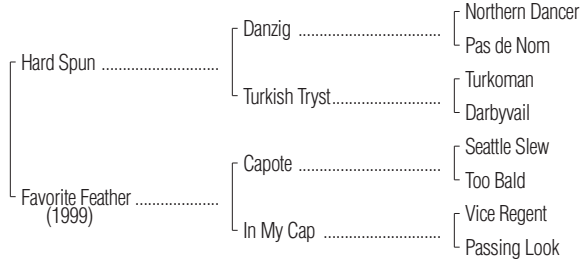 Northern Dancer
Danzig ................................
Pas de Nom
Hard Spun ..........................
Turkoman
Turkish Tryst........................
Darbyvail
Seattle Slew
Capote ................................
Too Bald
Favorite Feather ..................
(1999)
Vice Regent
In My Cap ..........................
Passing Look